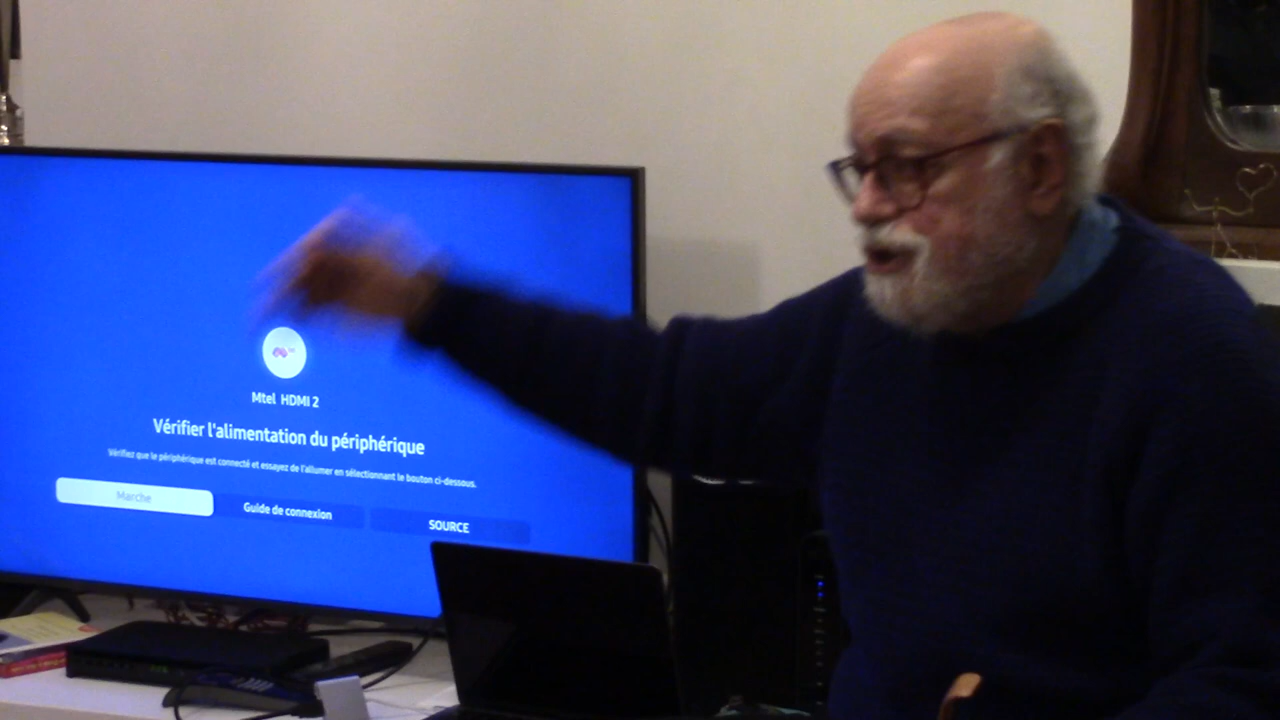 Mtel HDMI 2
Vérifier l'alimentation du périphérique
Vérifiez que le périphérique est connecté et essayez de l'allumer en sélectionnant le bouton ci-dessous.
Marche
Guide de connexion
SOURCE